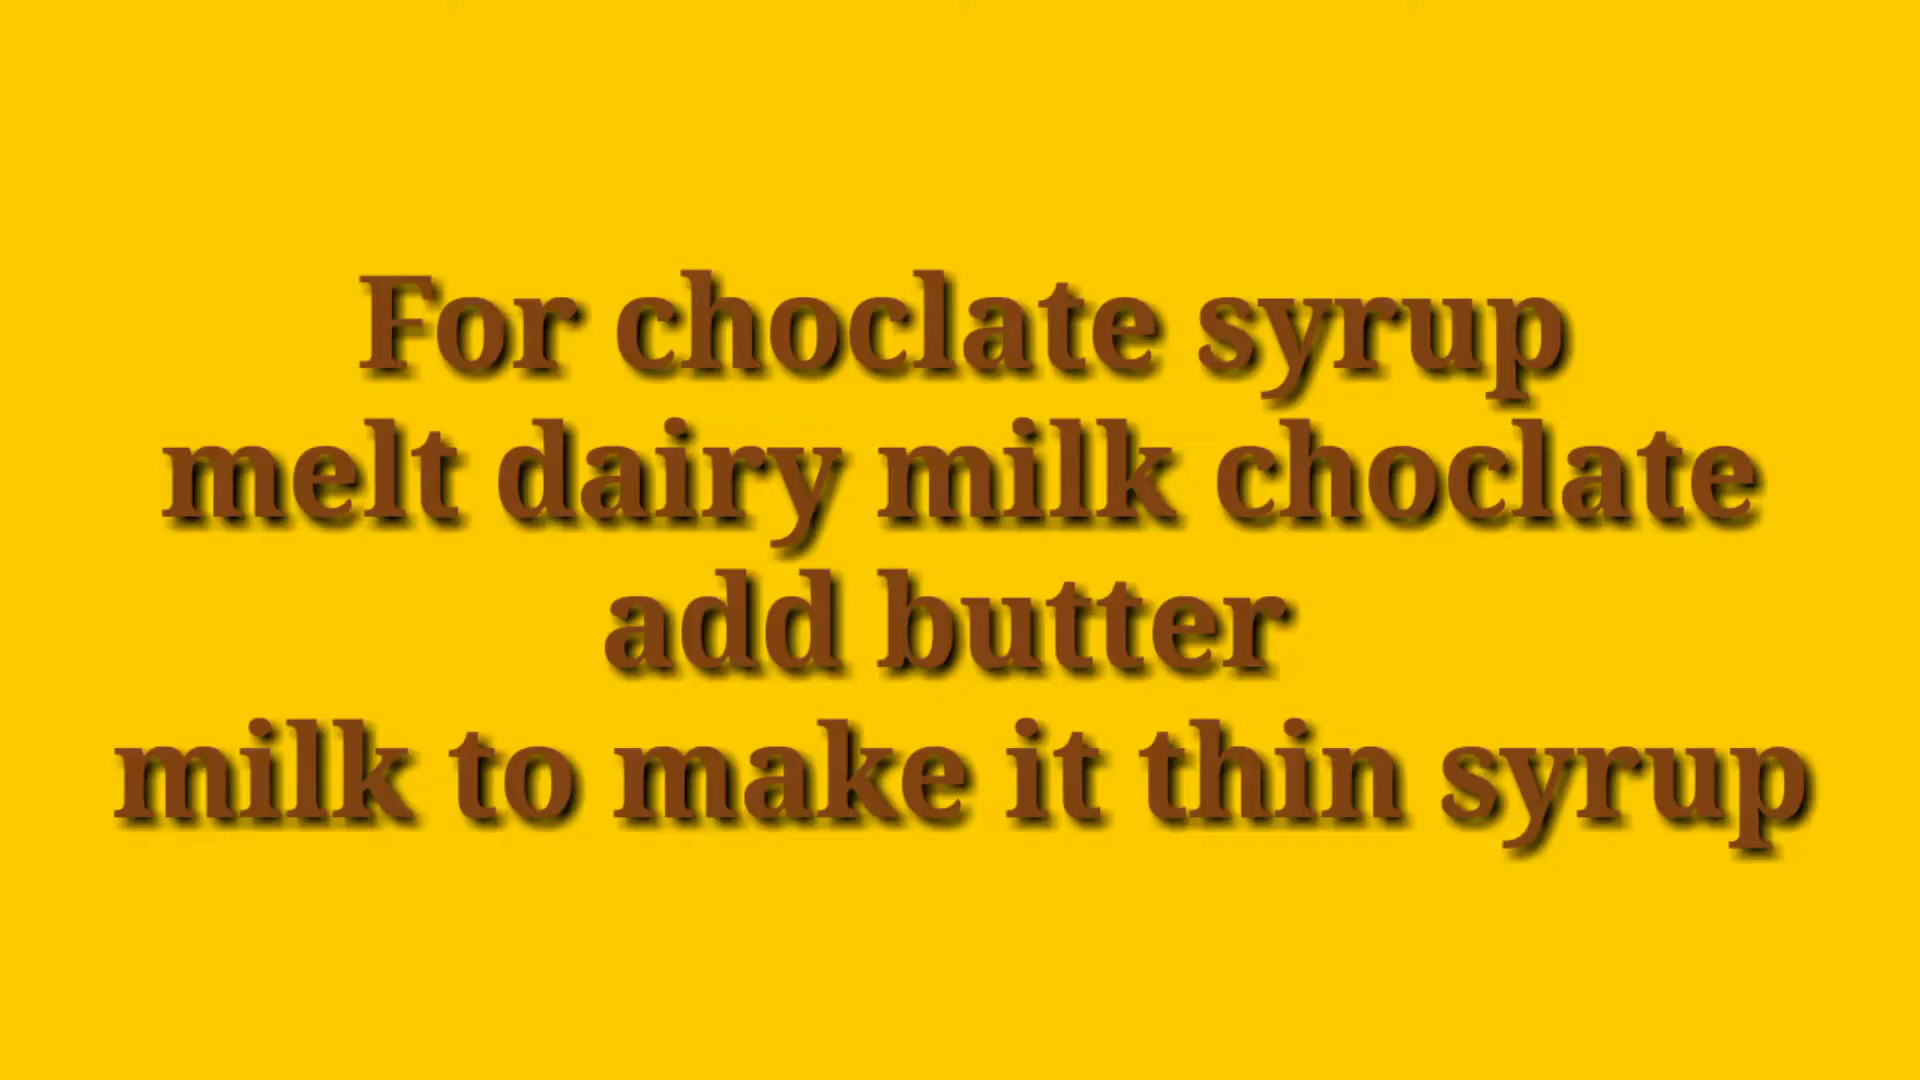 For choclate syrup
melt dairy milk choclate
add butter
milk to make it thin syrup